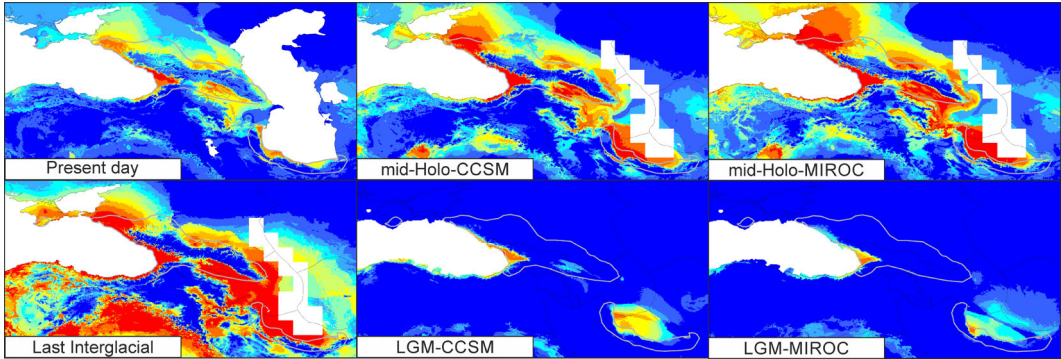 Present day
mid-Holo-CCSM
mid-Holo-MIROC
Last Interglacial
LGM-CCSM
LGM-MIROC